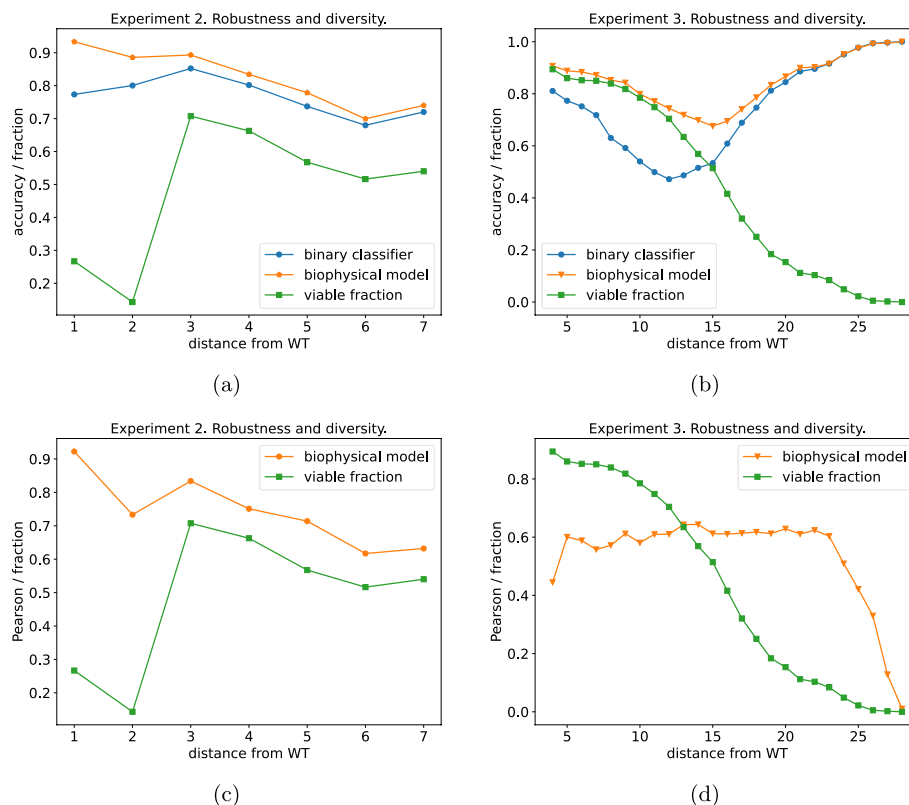 Experiment 2. Robustness and diversity.
accuracy / fraction
0.9
0.8
0.7
0.6
0.5
0.4
0.3
0.2
binary classifier
biophysical model
viable fraction
1 2 3 4 5 6 7
distance from WT
(a)
Experiment 3. Robustness and diversity.
accuracy / fraction
1.0
0.8
0.6
0.4
0.2
0.0
binary classifier
biophysical model
viable fraction
5 10 15 20 25
distance from WT
(b)
Experiment 2. Robustness and diversity.
Pearson / fraction
0.9
0.8
0.7
0.6
0.5
0.4
0.3
0.2
biophysical model
viable fraction
1 2 3 4 5 6 7
distance from WT
(c)
Experiment 3. Robustness and diversity.
Pearson / fraction
0.8
0.6
0.4
0.2
0.0
biophysical model
viable fraction
5 10 15 20 25
distance from WT
(d)